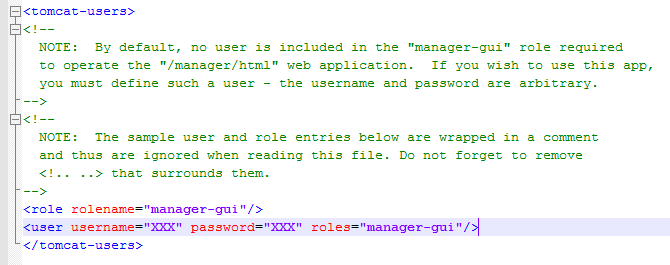 <tomcat-users>
<!--
NOTE:  By default, no user is included in the "manager-gui" role required
to operate the "/manager/html" web application.  If you wish to use this app,
you must define such a user - the username and password are arbitrary.
-->
<!--
NOTE:  The sample user and role entries below are wrapped in a comment
and thus are ignored when reading this file. Do not forget to remove
<!.. ..> that surrounds them.
-->
<role rolename="manager-gui"/>
<user username="XXX" password="XXX" roles="manager-gui"/>
</tomcat-users>